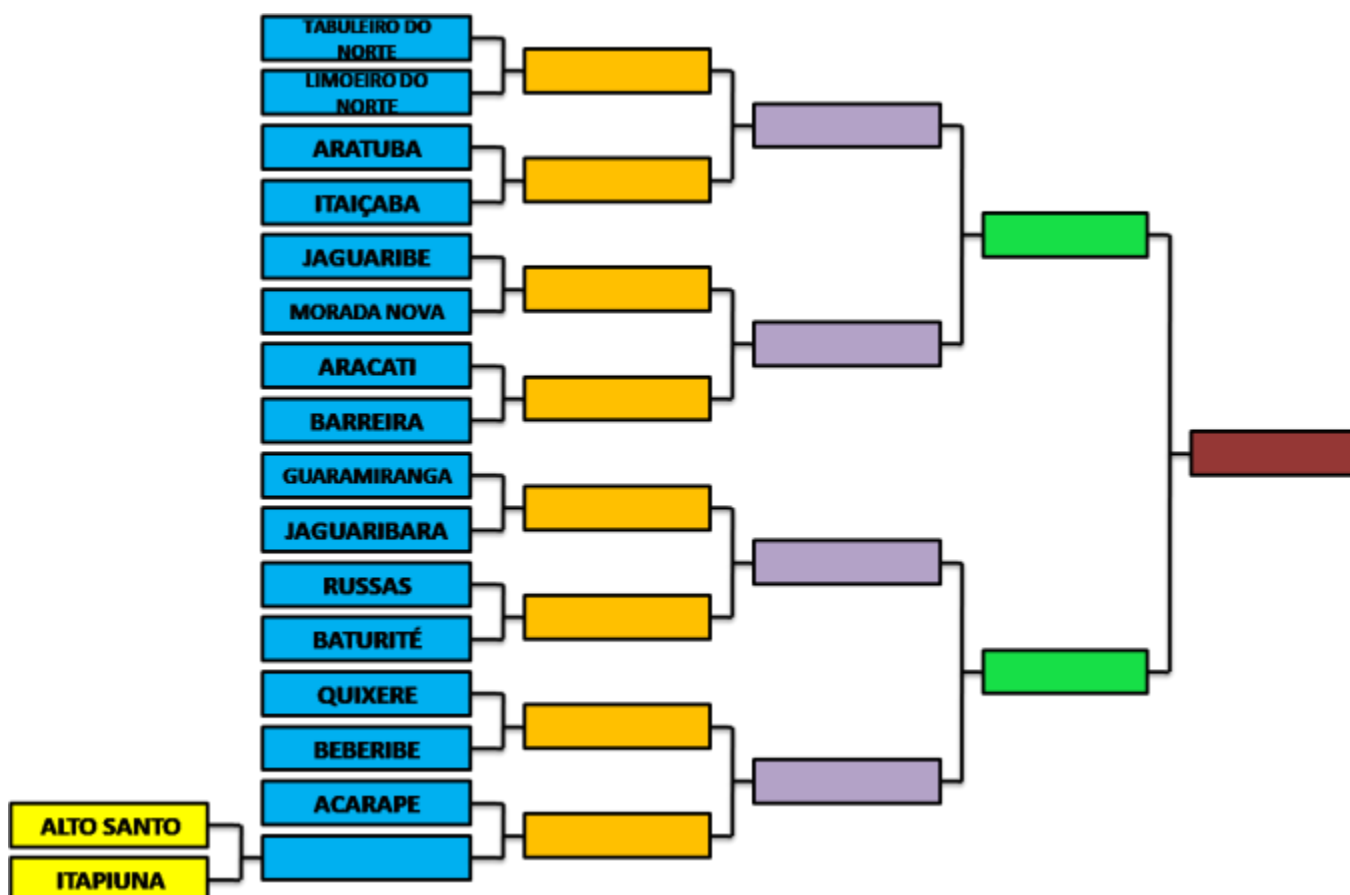 TABULEIRO DO
NORTE
LIMOEIRO DO
NORTE
ARATUBA
ITAIÇABA
JAGUARIBE
MORADA NOVA
ARACATI
BARREIRA
GUARAMIRANGA
JAGUARIBARA
RUSSAS
BATURITÉ
QUIXERE
BEBERIBE
ACARAPE
ALTO SANTO
ITAPIUNA